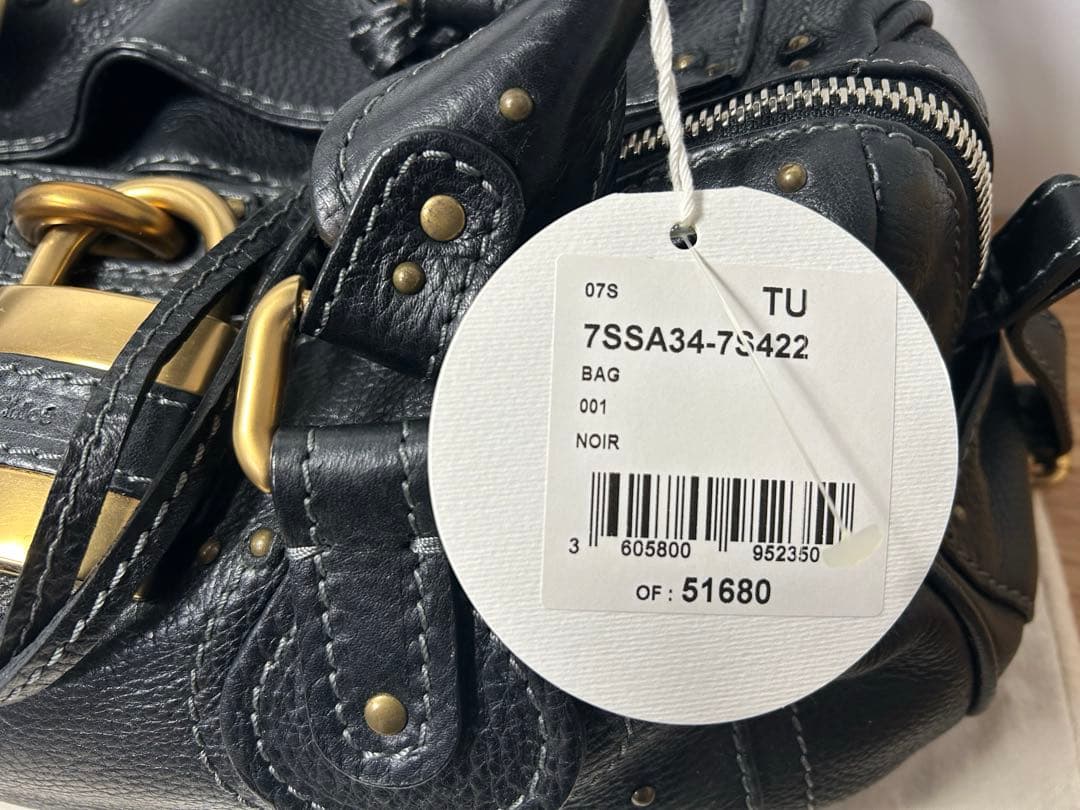 07S
TU
7SSA34-7S422
BAG
001
NOIR
3 605800 952350
OF : 51680